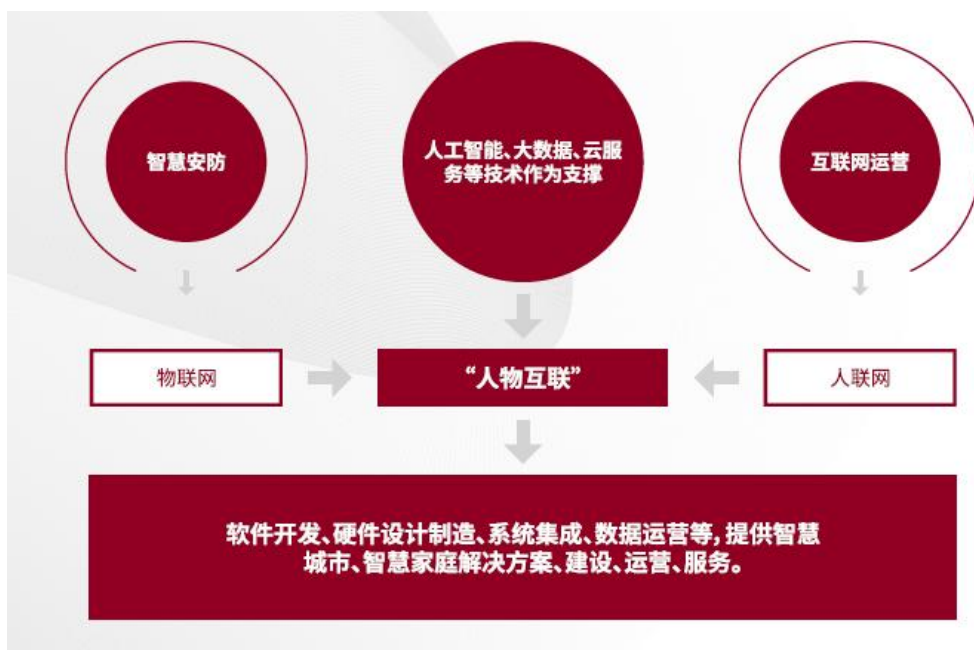 智慧安防
人工智能、大数据、云服
务等技术作为支撑
互联网运营
物联网
“人物互联”
人联网
软件开发、硬件设计制造、系统集成、数据运营等,提供智慧
城市、智慧家庭解决方案、建设、运营、服务。